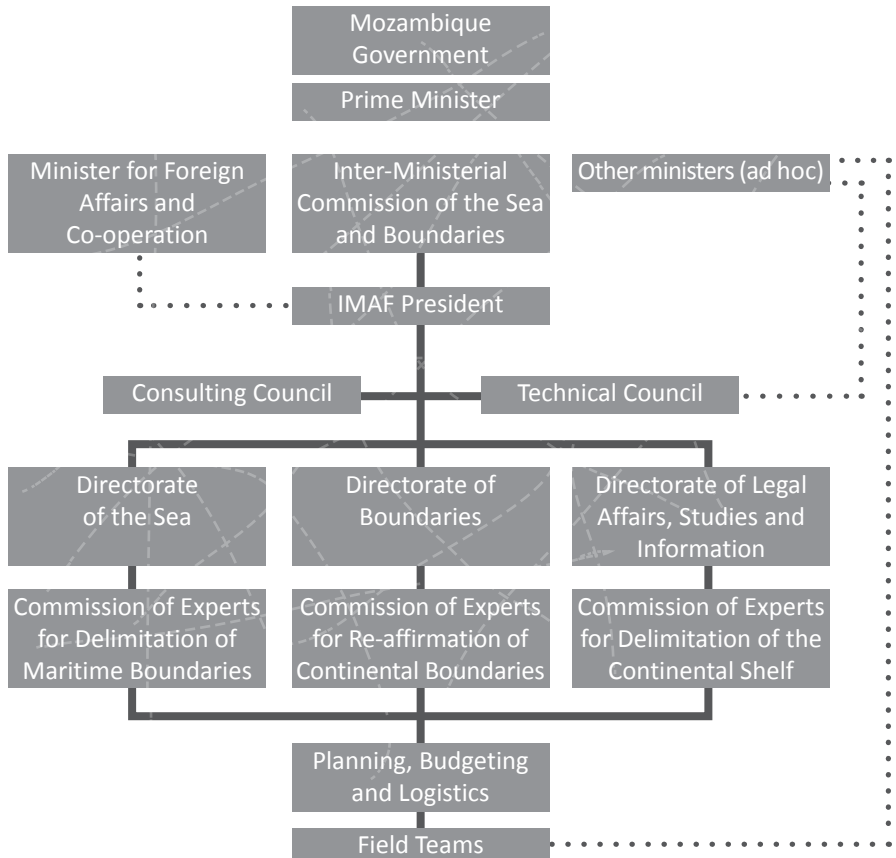 Mozambique
Government
Prime Minister
Minister for Foreign
Affairs and
Co-operation
Inter-Ministerial
Commission of the Sea
and Boundaries
Other ministers (ad hoc)
IMAF President
Consulting Council
Technical Council
Directorate
of the Sea
Directorate of
Boundaries
Directorate of Legal
Affairs, Studies and
Information
Commission of Experts
for Delimitation of
Maritime Boundaries
Commission of Experts
for Re-affirmation of
Continental Boundaries
Commission of Experts
for Delimitation of the
Continental Shelf
Planning, Budgeting
and Logistics
Field Teams